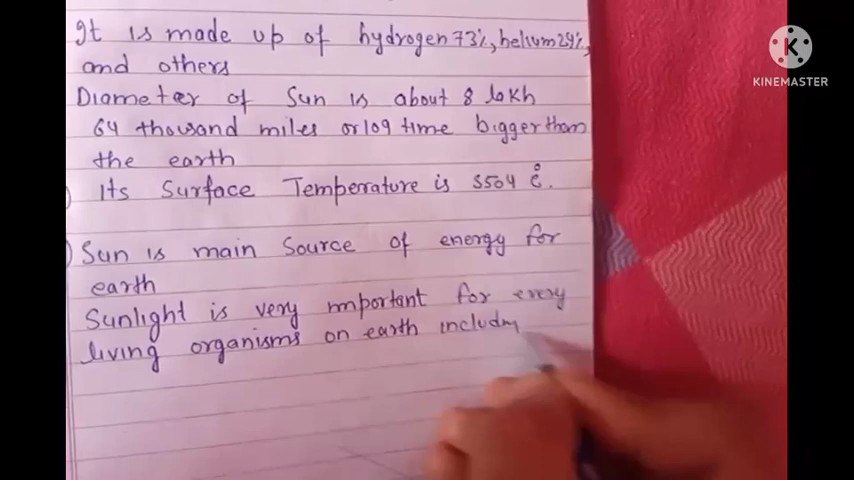 It is made up of hydrogen 73%, helium 29%,
and others
Diameter of Sun is about 8 lakh
64 thousand miles or 109 time bigger than
the earth
Its Surface Temperature is 5504 °C.
Sun is main Source of energy for
earth
Sunlight is very important for every
living organisms on earth includin
K
KINEMASTER